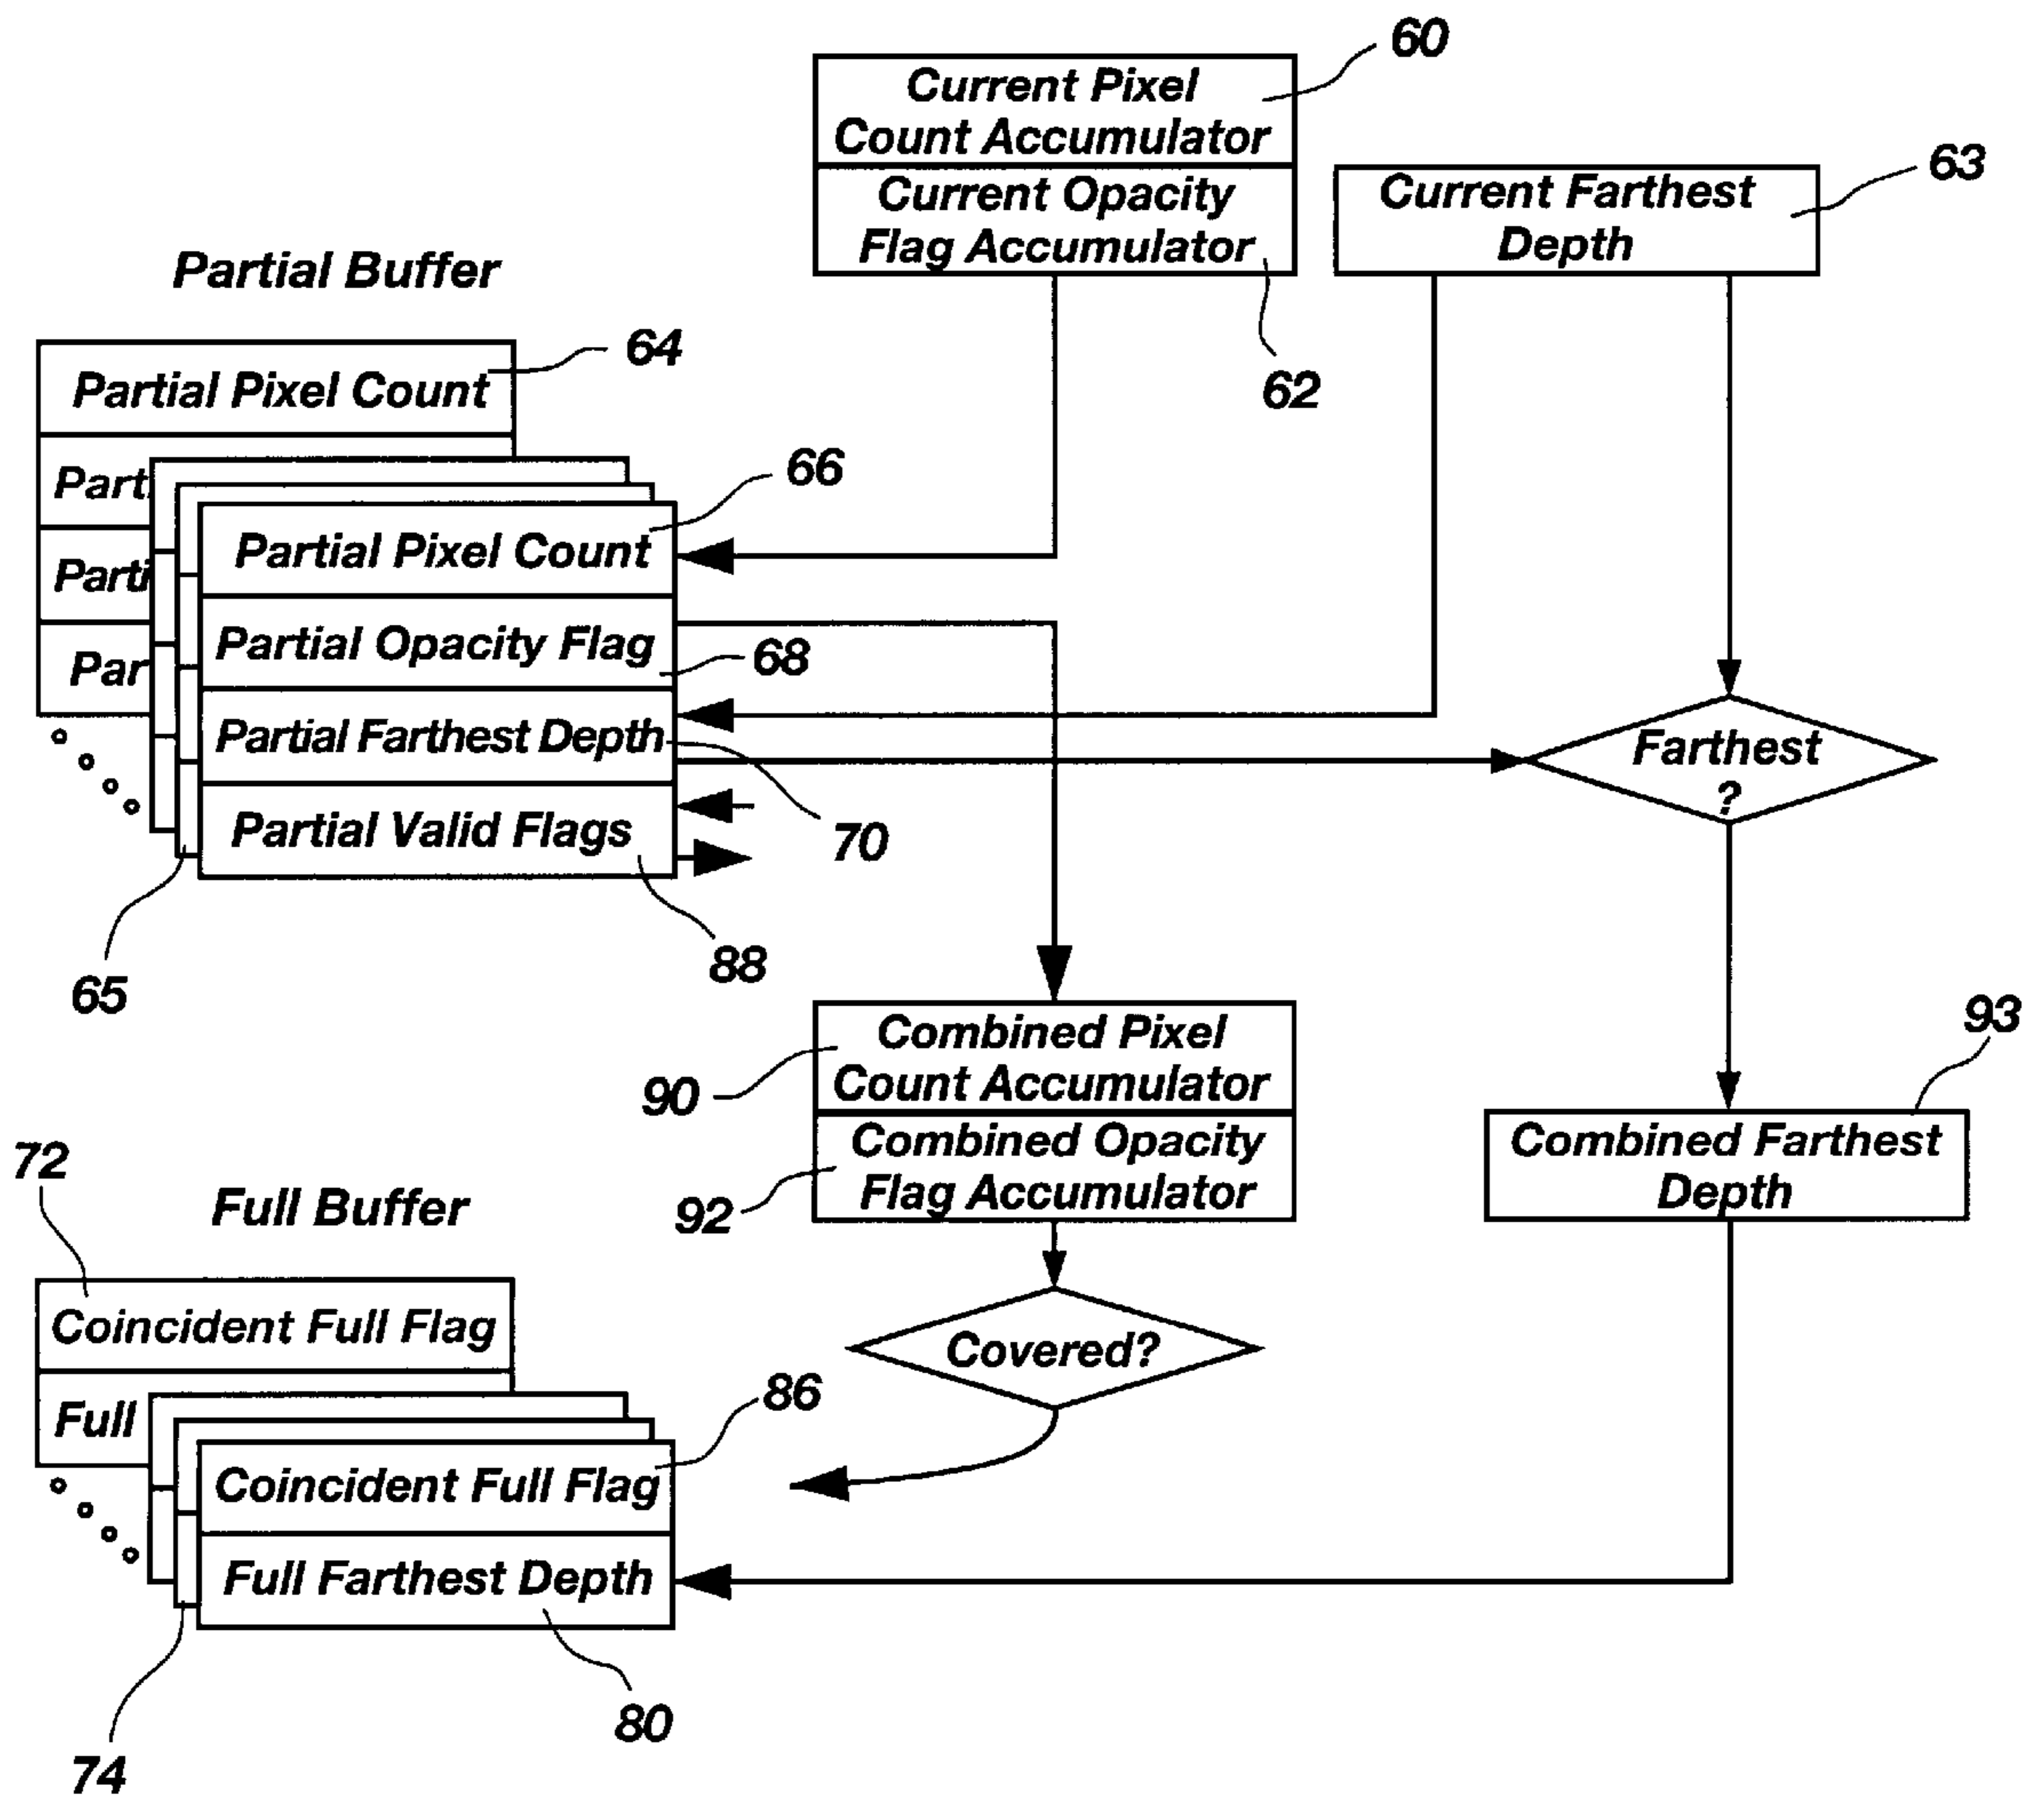 60
Current Pixel
Count Accumulator
Current Opacity
Flag Accumulator
62
Current Farthest
Depth
63
Partial Buffer
Partial Pixel Count
64
Part
Parti
Par
66
Partial Pixel Count
Partial Opacity Flag
68
Partial Farthest Depth
70
Partial Valid Flags
88
65
Farthest
?
Combined Pixel
Count Accumulator
90
Combined Opacity
Flag Accumulator
92
93
Combined Farthest
Depth
Covered?
72
Full Buffer
Coincident Full Flag
Full
86
Coincident Full Flag
Full Farthest Depth
80
74